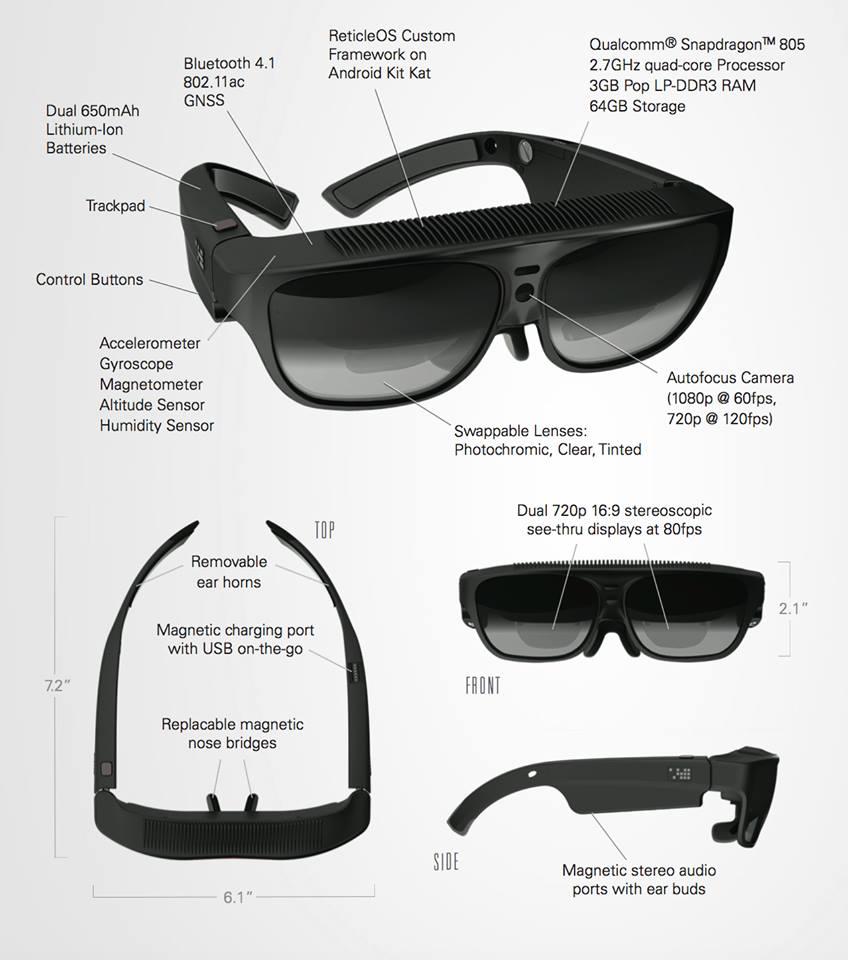 ReticleOS Custom
Framework on
Android Kit Kat
Qualcomm® Snapdragon™ 805
2.7GHz quad-core Processor
3GB Pop LP-DDR3 RAM
64GB Storage
Bluetooth 4.1
802.11ac
GNSS
Dual 650mAh
Lithium-Ion
Batteries
Trackpad
Control Buttons
Accelerometer
Gyroscope
Magnetometer
Altitude Sensor
Humidity Sensor
Autofocus Camera
(1080p @ 60fps,
720p @ 120fps)
Swappable Lenses:
Photochromic, Clear, Tinted
TOP
Removable
ear horns
Magnetic charging port
with USB on-the-go
7.2”
Replacable magnetic
nose bridges
6.1”
Dual 720p 16:9 stereoscopic
see-thru displays at 80fps
2.1”
FRONT
SIDE
Magnetic stereo audio
ports with ear buds